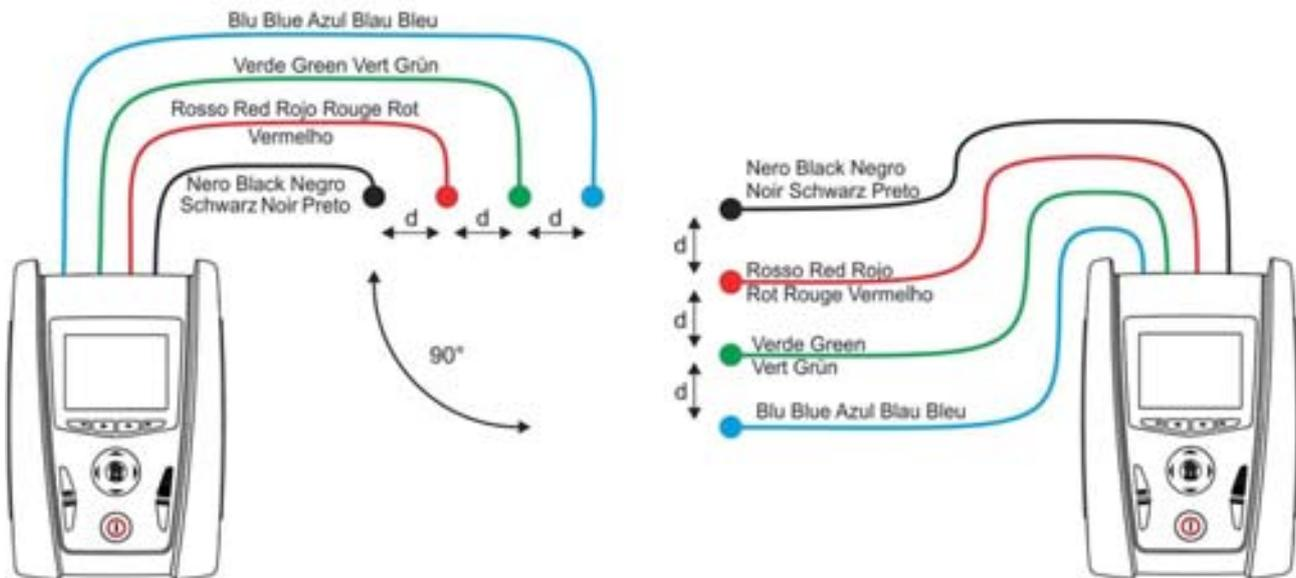 Blu Blue Azul Blau Bleu
Verde Green Vert Grün
Rosso Red Rojo Rouge Rot
Vermelho
Nero Black Negro
Schwarz Noir Preto
d d d
90°
Nero Black Negro
Noir Schwarz Preto
d
Rosso Red Rojo
Rot Rouge Vermelho
d
Verde Green
Vert Grün
d
Blu Blue Azul Blau Bleu